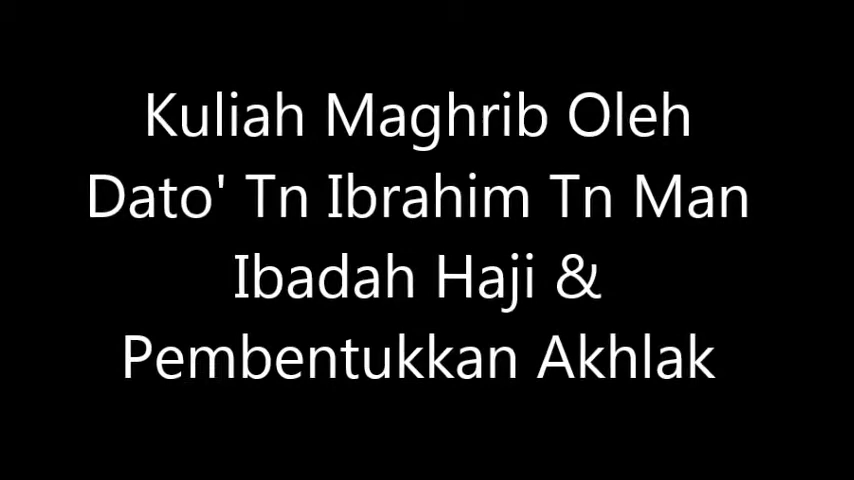 Kuliah Maghrib Oleh
Dato' Tn Ibrahim Tn Man
Ibadah Haji &
Pembentukkan Akhlak